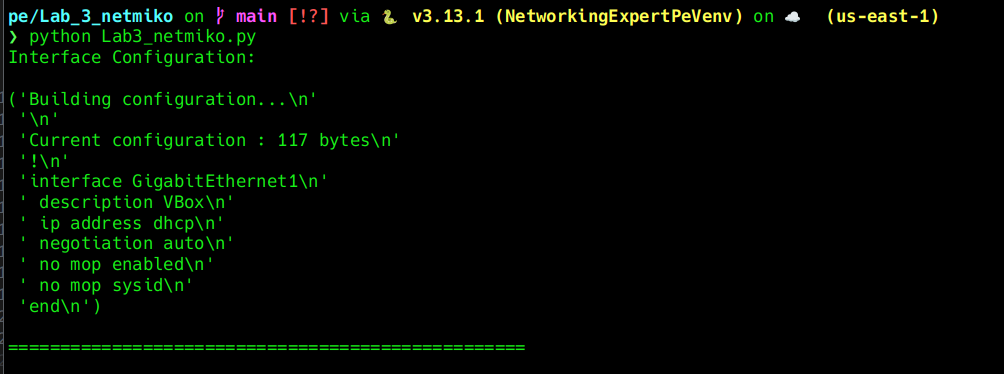 pe/Lab_3_netmiko on main [!?] via 🐍 v3.13.1 (NetworkingExpertPeVenv) on ☁️ (us-east-1)
❯ python Lab3_netmiko.py
Interface Configuration:

('Building configuration...\n'
 '\n'
 'Current configuration : 117 bytes\n'
 '!\n'
 'interface GigabitEthernet1\n'
 ' description VBox\n'
 ' ip address dhcp\n'
 ' negotiation auto\n'
 ' no mop enabled\n'
 ' no mop sysid\n'
 'end\n')

==================================================